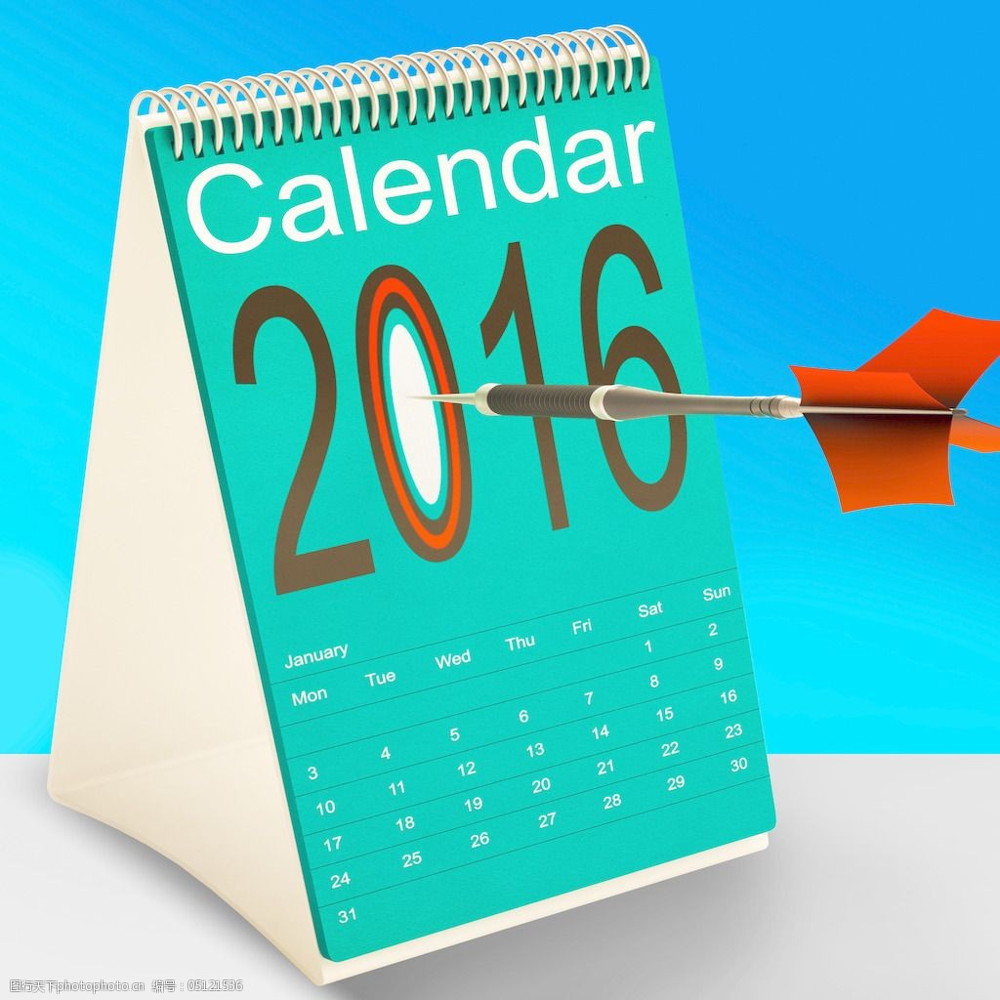 Calendar
2016
January
Mon Tue Wed Thu Fri Sat Sun
1 2
3 4 5 6 7 8 9
10 11 12 13 14 15 16
17 18 19 20 21 22 23
24 25 26 27 28 29 30
31
图行天下photophoto.cn 编号:05121536